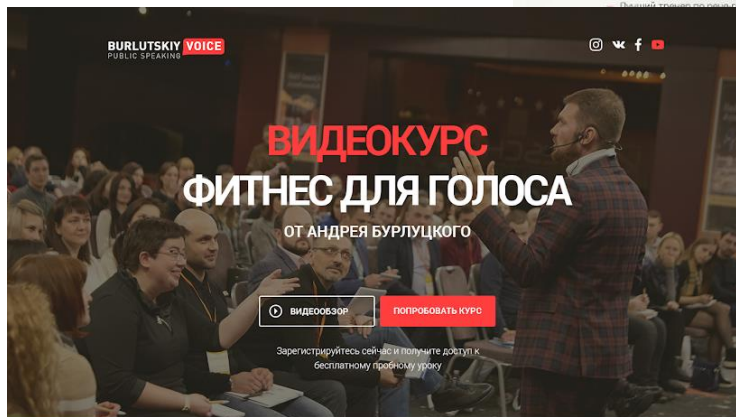 BURLUTSKIY VOICE
PUBLIC SPEAKING
ВИДЕОКУРС
ФИТНЕС ДЛЯ ГОЛОСА
ОТ АНДРЕЯ БУРЛУЦКОГО
ВИДЕООБЗОР
ПОПРОБОВАТЬ КУРС
Зарегистрируйтесь сейчас и получите доступ к
бесплатному пробному уроку